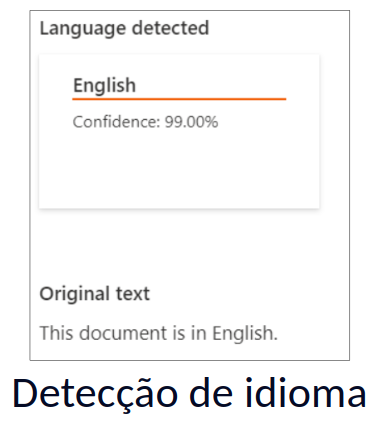 Language detected
English
Confidence: 99.00%
Original text
This document is in English.
Detecção de idioma